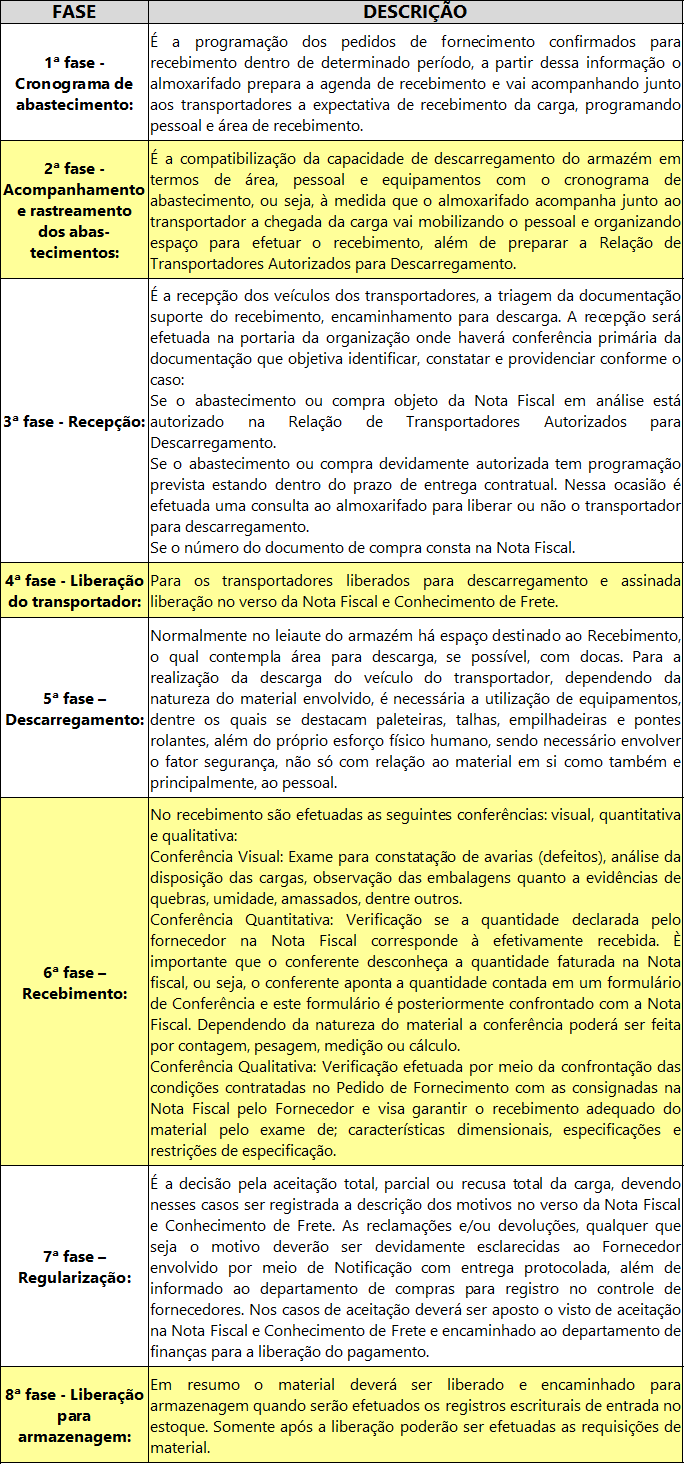 FASE
DESCRIÇÃO
1ª fase -
Cronograma de
abastecimento:
É a programação dos pedidos de fornecimento confirmados para
recebimento dentro de determinado período, a partir dessa informação o
almoxarifado prepara a agenda de recebimento e vai acompanhando junto
aos transportadores a expectativa de recebimento da carga, programando
pessoal e área de recebimento.
2ª fase -
Acompanhamento
e rastreamento
dos abas-
tecimentos:
É a compatibilização da capacidade de descarregamento do armazém em
termos de área, pessoal e equipamentos com o cronograma de
abastecimento, ou seja, à medida que o almoxarifado acompanha junto ao
transportador a chegada da carga vai mobilizando o pessoal e organizando
espaço para efetuar o recebimento, além de preparar a Relação de
Transportadores Autorizados para Descarregamento.
3ª fase - Recepção:
É a recepção dos veículos dos transportadores, a triagem da documentação
suporte do recebimento, encaminhamento para descarga. A recepção será
efetuada na portaria da organização onde haverá conferência primária da
documentação que objetiva identificar, constatar e providenciar conforme o
caso:
Se o abastecimento ou compra objeto da Nota Fiscal em análise está
autorizado na Relação de Transportadores Autorizados para
Descarregamento.
Se o abastecimento ou compra devidamente autorizada tem programação
prevista estando dentro do prazo de entrega contratual. Nessa ocasião é
efetuada uma consulta ao almoxarifado para liberar ou não o transportador
para descarregamento.
Se o número do documento de compra consta na Nota Fiscal.
4ª fase - Liberação
do transportador:
Para os transportadores liberados para descarregamento e assinada
liberação no verso da Nota Fiscal e Conhecimento de Frete.
5ª fase –
Descarregamento:
Normalmente no leiaute do armazém há espaço destinado ao Recebimento,
o qual contempla área para descarga, se possível, com docas. Para a
realização da descarga do veículo do transportador, dependendo da
natureza do material envolvido, é necessária a utilização de equipamentos,
dentre os quais se destacam paleteiras, talhas, empilhadeiras e pontes
rolantes, além do próprio esforço físico humano, sendo necessário envolver
o fator segurança, não só com relação ao material em si como também e
principalmente, ao pessoal.
6ª fase –
Recebimento:
No recebimento são efetuadas as seguintes conferências: visual, quantitativa
e qualitativa:
Conferência Visual: Exame para constatação de avarias (defeitos), análise da
disposição das cargas, observação das embalagens quanto a evidências de
quebras, umidade, amassados, dentre outros.
Conferência Quantitativa: Verificação se a quantidade declarada pelo
fornecedor na Nota Fiscal corresponde à efetivamente recebida. È
importante que o conferente desconheça a quantidade faturada na Nota
fiscal, ou seja, o conferente aponta a quantidade contada em um formulário
de Conferência e este formulário é posteriormente confrontado com a Nota
Fiscal. Dependendo da natureza do material a conferência poderá ser feita
por contagem, pesagem, medição ou cálculo.
Conferência Qualitativa: Verificação efetuada por meio da confrontação das
condições contratadas no Pedido de Fornecimento com as consignadas na
Nota Fiscal pelo Fornecedor e visa garantir o recebimento adequado do
material pelo exame de; características dimensionais, especificações e
restrições de especificação.
7ª fase –
Regularização:
É a decisão pela aceitação total, parcial ou recusa total da carga, devendo
nesses casos ser registrada a descrição dos motivos no verso da Nota Fiscal
e Conhecimento de Frete. As reclamações e/ou devoluções, qualquer que
seja o motivo deverão ser devidamente esclarecidas ao Fornecedor
envolvido por meio de Notificação com entrega protocolada, além de
informado ao departamento de compras para registro no controle de
fornecedores. Nos casos de aceitação deverá ser aposto o visto de aceitação
na Nota Fiscal e Conhecimento de Frete e encaminhado ao departamento de
finanças para a liberação do pagamento.
8ª fase - Liberação
para
armazenagem:
Em resumo o material deverá ser liberado e encaminhado para
armazenagem quando serão efetuados os registros escriturais de entrada no
estoque. Somente após a liberação poderão ser efetuadas as requisições de
material.